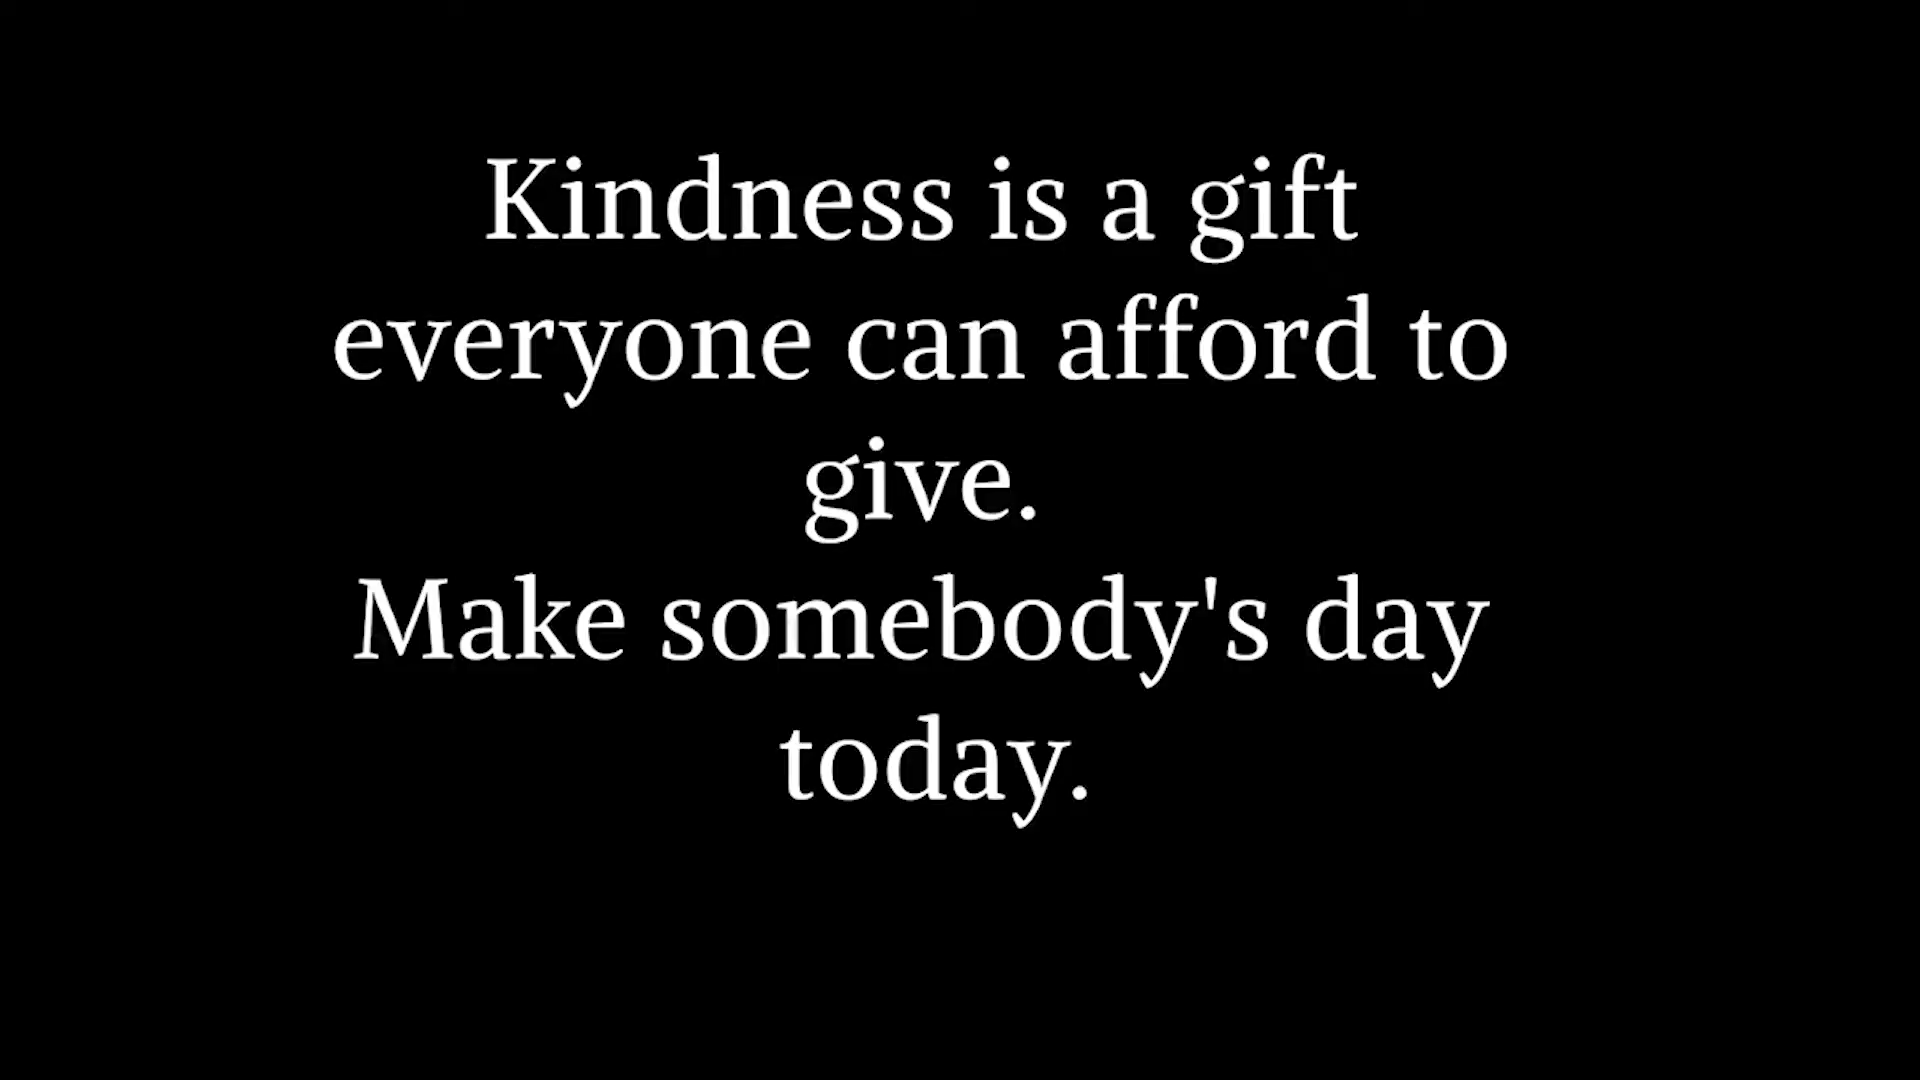 Kindness is a gift
everyone can afford to
give.
Make somebody's day
today.